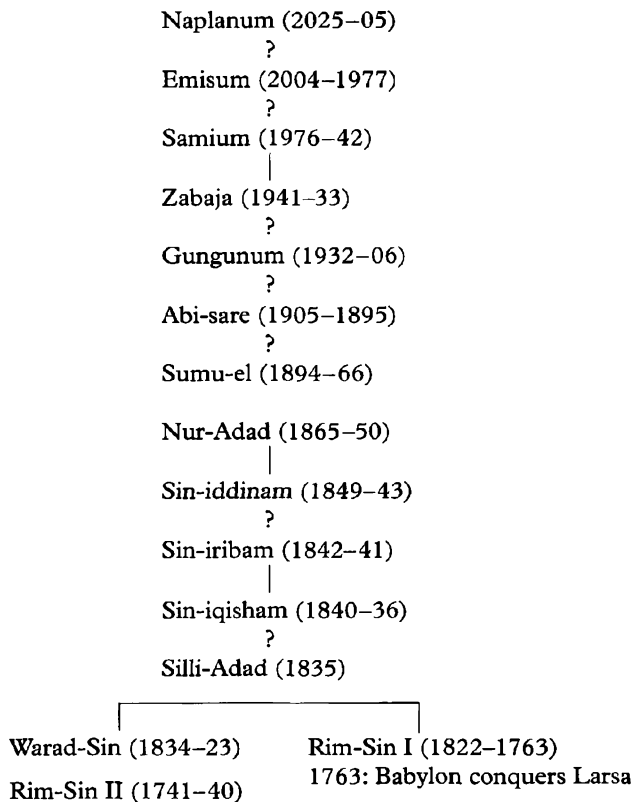 Naplanum (2025–05)
?
Emisum (2004–1977)
?
Samium (1976–42)
Zabaja (1941–33)
?
Gungunum (1932–06)
?
Abi-sare (1905–1895)
?
Sumu-el (1894–66)
Nur-Adad (1865–50)
Sin-iddinam (1849–43)
?
Sin-iribam (1842–41)
Sin-iqisham (1840–36)
?
Silli-Adad (1835)
Warad-Sin (1834–23)
Rim-Sin II (1741–40)
Rim-Sin I (1822–1763)
1763: Babylon conquers Larsa